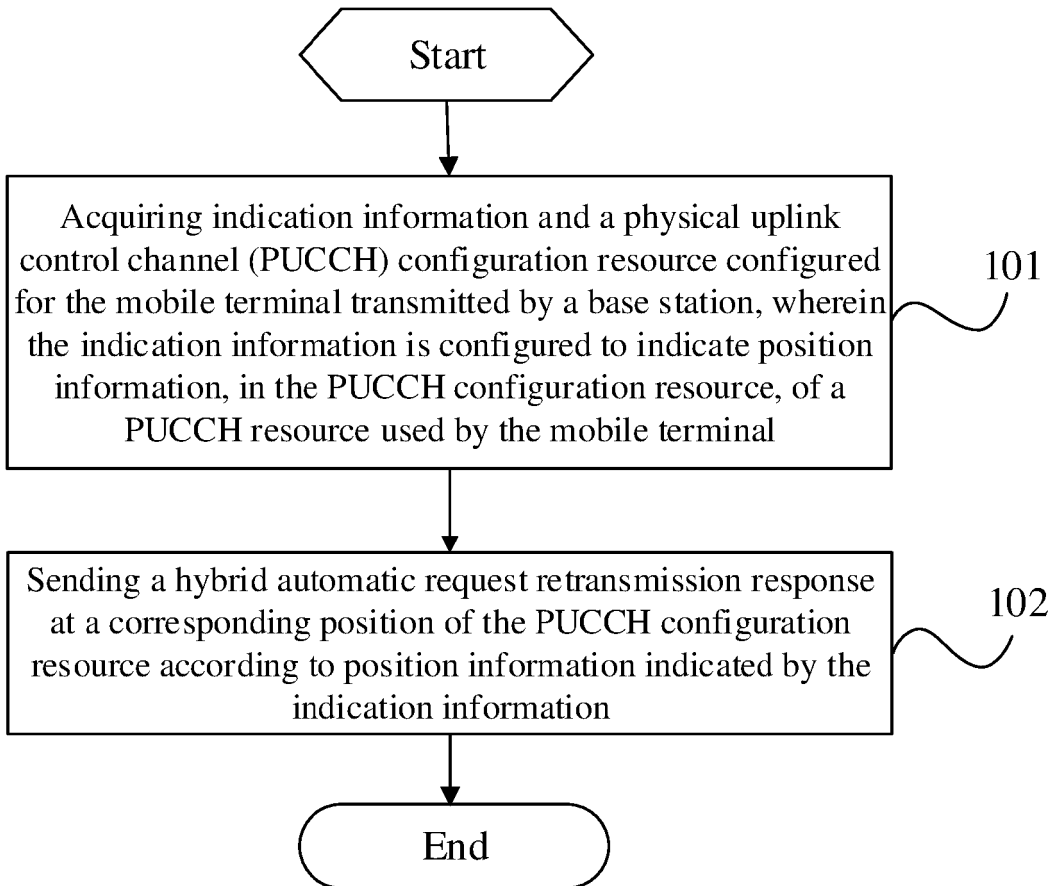 Start
Acquiring indication information and a physical uplink
control channel (PUCCH) configuration resource configured
for the mobile terminal transmitted by a base station, wherein
the indication information is configured to indicate position
information, in the PUCCH configuration resource, of a
PUCCH resource used by the mobile terminal
101
Sending a hybrid automatic request retransmission response
at a corresponding position of the PUCCH configuration
resource according to position information indicated by the
indication information
102
End